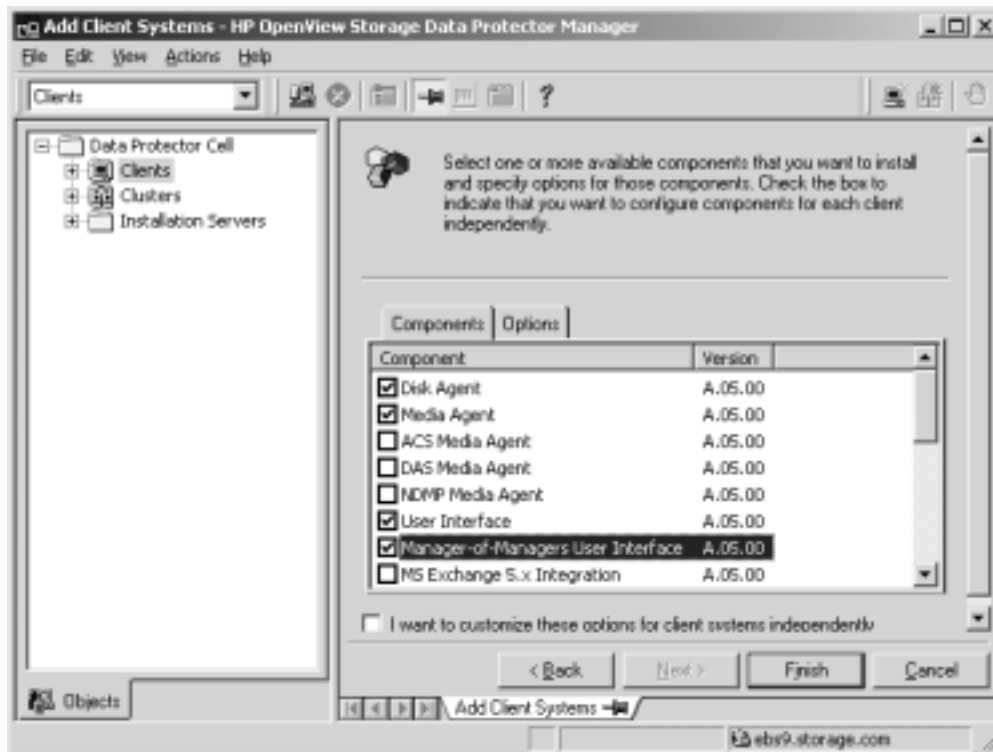 Add Client Systems - HP OpenView Storage Data Protector Manager
File Edit View Actions Help
Clients
Data Protector Cell
Clients
Clusters
Installation Servers
Select one or more available components that you want to install
and specify options for those components. Check the box to
indicate that you want to configure components for each client
independently.
Components Options
Component Version
Disk Agent A.05.00
Media Agent A.05.00
ACS Media Agent A.05.00
DAS Media Agent A.05.00
NDMP Media Agent A.05.00
User Interface A.05.00
Manager-of-Managers User Interface A.05.00
MS Exchange 5.x Integration A.05.00
I want to customize these options for client systems independently
< Back Next > Finish Cancel
Objects
Add Client Systems
ebs9.storage.com